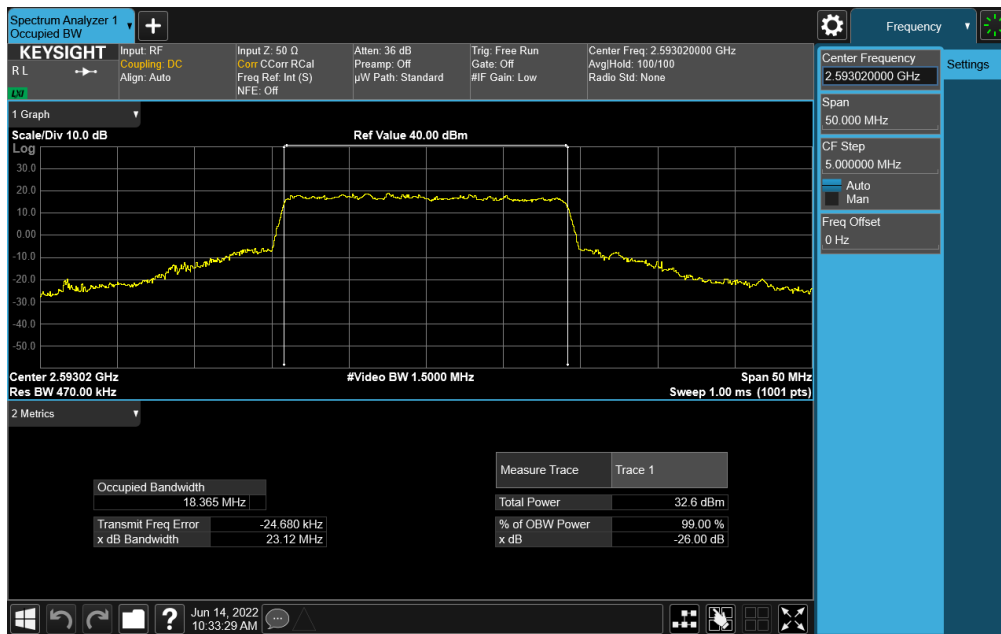 Spectrum Analyzer 1
Occupied BW
Frequency
KEYSIGHT
R L
LXI
Input: RF
Coupling: DC
Align: Auto
Input Z: 50 Ω
Corr CCorr RCal
Freq Ref: Int (S)
NFE: Off
Atten: 36 dB
Preamp: Off
µW Path: Standard
Trig: Free Run
Gate: Off
#IF Gain: Low
Center Freq: 2.593020000 GHz
Avg|Hold: 100/100
Radio Std: None
Center Frequency
2.593020000 GHz
Settings
Span
50.000 MHz
CF Step
5.000000 MHz
Auto
Man
Freq Offset
0 Hz
1 Graph
Scale/Div 10.0 dB
Ref Value 40.00 dBm
Log
30.0
20.0
10.0
0.00
-10.0
-20.0
-30.0
-40.0
-50.0
Center 2.59302 GHz
#Video BW 1.5000 MHz
Span 50 MHz
Res BW 470.00 kHz
Sweep 1.00 ms (1001 pts)
2 Metrics
Measure Trace Trace 1
Occupied Bandwidth
18.365 MHz
Total Power 32.6 dBm
Transmit Freq Error -24.680 kHz
% of OBW Power 99.00 %
x dB Bandwidth 23.12 MHz
x dB -26.00 dB
?
Jun 14, 2022
10:33:29 AM